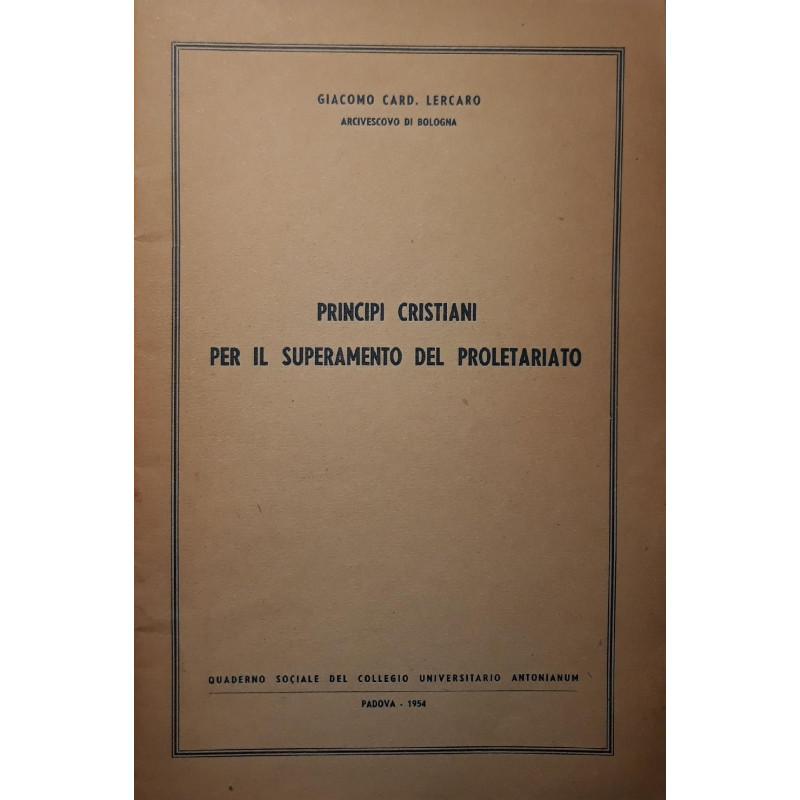 GIACOMO CARD. LERCARO
ARCIVESCOVO DI BOLOGNA
PRINCIPI CRISTIANI
PER IL SUPERAMENTO DEL PROLETARIATO
QUADERNO SOCIALE DEL COLLEGIO UNIVERSITARIO ANTONIANUM
PADOVA - 1954